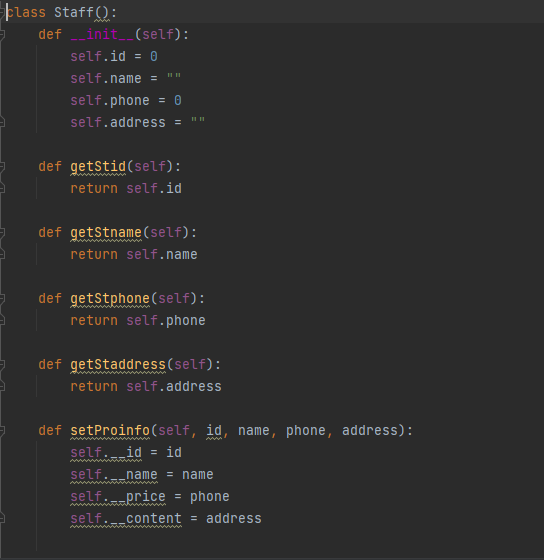 class Staff():
    def __init__(self):
        self.id = 0
        self.name = ""
        self.phone = 0
        self.address = ""
    def getStid(self):
        return self.id
    def getStname(self):
        return self.name
    def getStphone(self):
        return self.phone
    def getStaddress(self):
        return self.address
    def setProinfo(self, id, name, phone, address):
        self.__id = id
        self.__name = name
        self.__price = phone
        self.__content = address